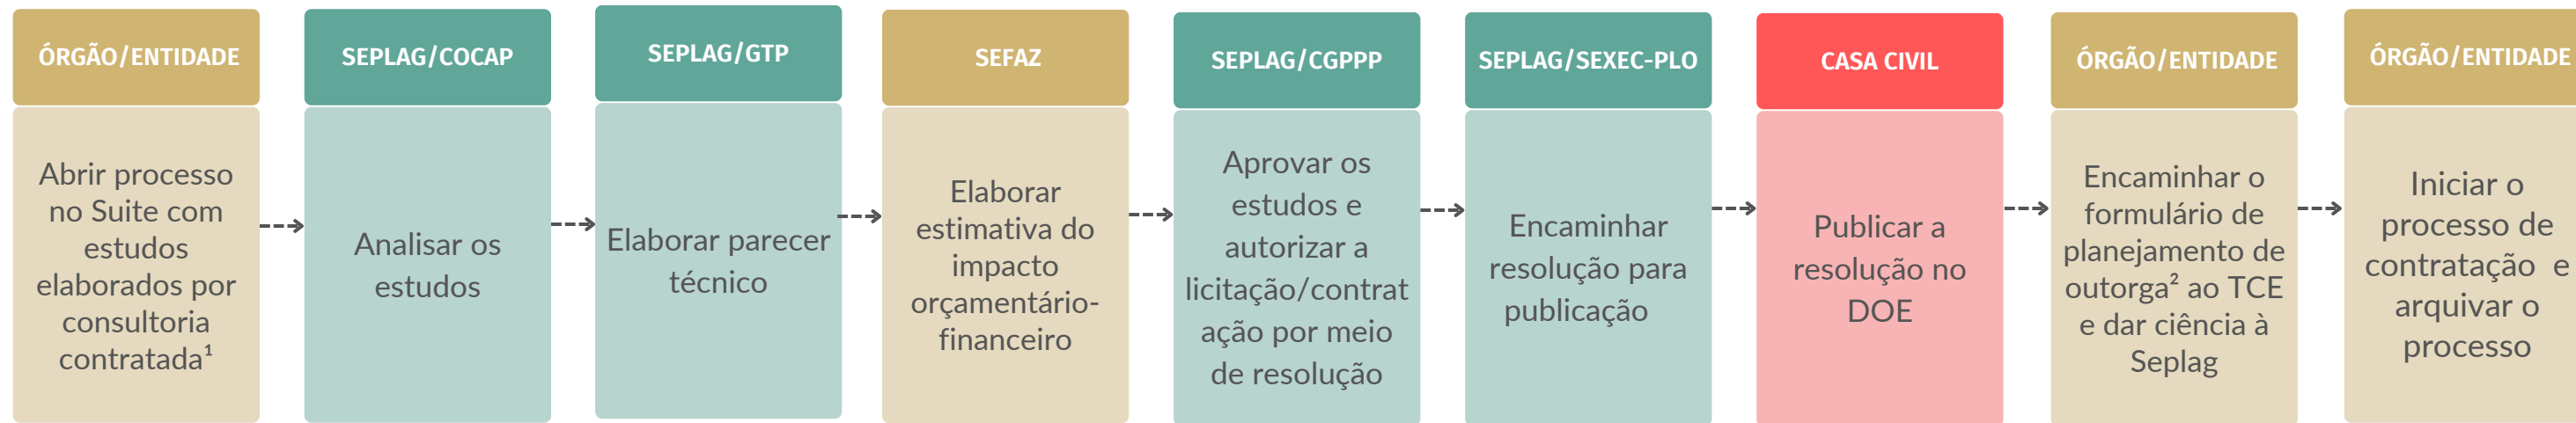 ÓRGÃO/ENTIDADE
Abrir processo
no Suite com
estudos
elaborados por
consultoria
contratada¹
SEPLAG/COCAP
Analisar os
estudos
SEPLAG/GTP
Elaborar parecer
técnico
SEFAZ
Elaborar
estimativa do
impacto
orçamentário-
financeiro
SEPLAG/CGPPP
Aprovar os
estudos e
autorizar a
licitação/contrat
ação por meio
de resolução
SEPLAG/SEXEC-PLO
Encaminhar
resolução para
publicação
CASA CIVIL
Publicar a
resolução no
DOE
ÓRGÃO/ENTIDADE
Encaminhar o
formulário de
planejamento de
outorga² ao TCE
e dar ciência à
Seplag
ÓRGÃO/ENTIDADE
Iniciar o
processo de
contratação e
arquivar o
processo